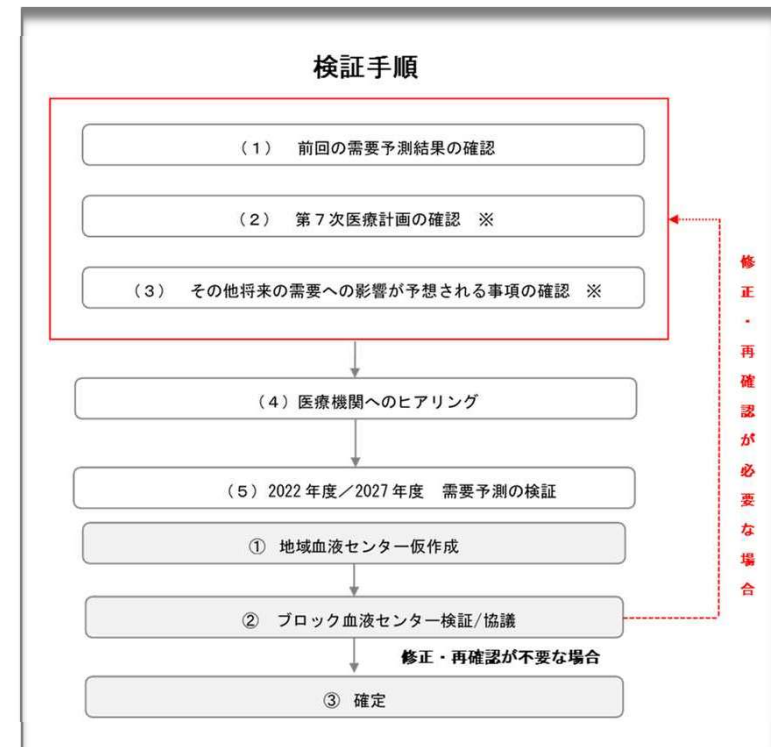 検証手順
（１）　前回の需要予測結果の確認
（２）　第７次医療計画の確認　※
（３）　その他将来の需要への影響が予想される事項の確認　※
（４）医療機関へのヒアリング
（５）2022 年度／2027 年度　需要予測の検証
①　地域血液センター仮作成
②　ブロック血液センター検証/協議
修正・再確認が不要な場合
③　確定
修正・再確認が必要な場合